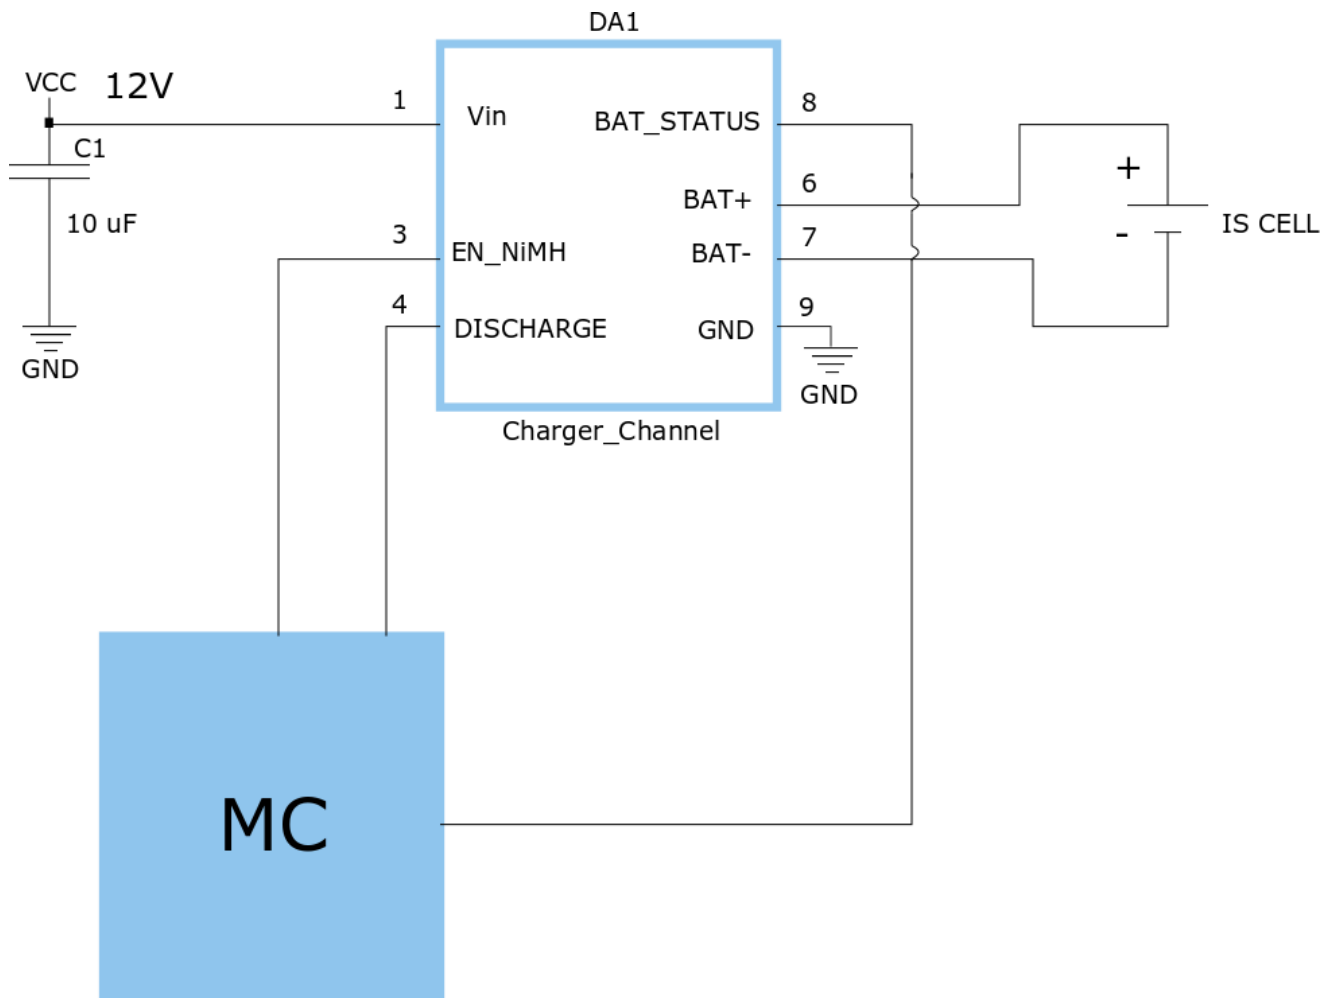 DA1
VCC 12V
1 Vin BAT_STATUS 8
C1
10 uF
BAT+ 6
+
- IS CELL
3 EN_NiMH BAT- 7
4 DISCHARGE GND 9
GND
GND
Charger_Channel
MC